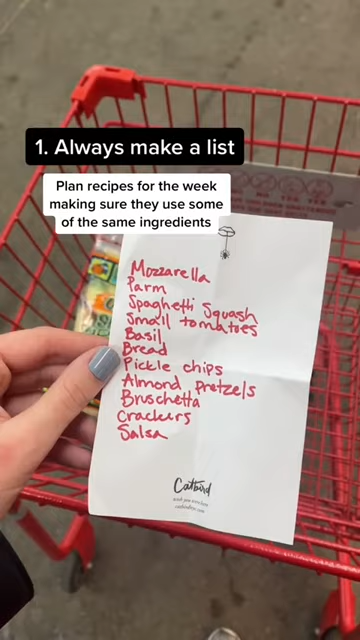 1. Always make a list
Plan recipes for the week
making sure they use some
of the same ingredients
Mozzarella
Parm
Spaghetti Squash
Small tomatoes
Basil
Bread
Pickle chips
Almond pretzels
Bruschetta
Crackers
Salsa
Catbird